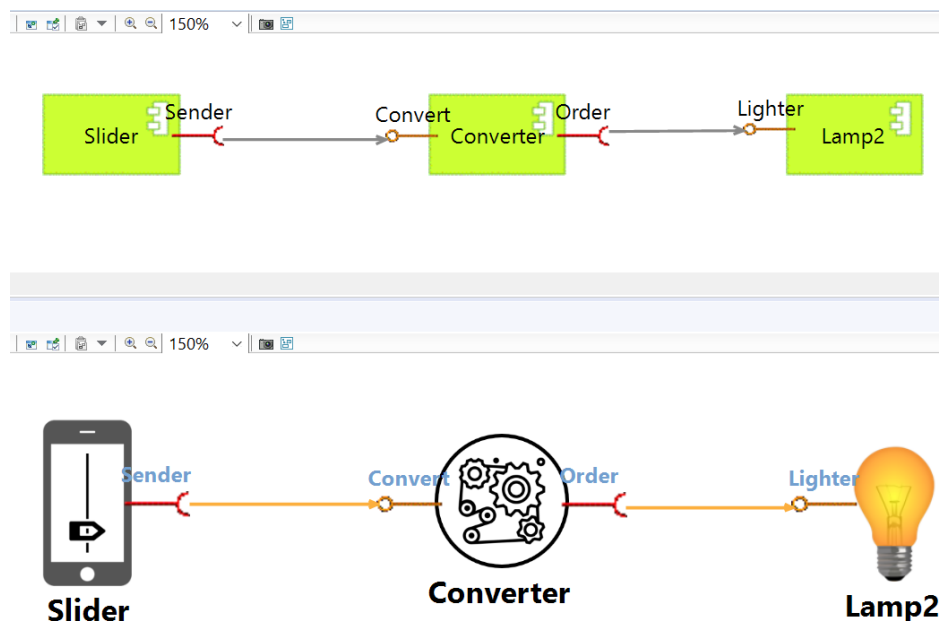 150%
Sender Convert Order Lighter
Slider Converter Lamp2
150%
Sender Convert Order Lighter
Slider Converter Lamp2